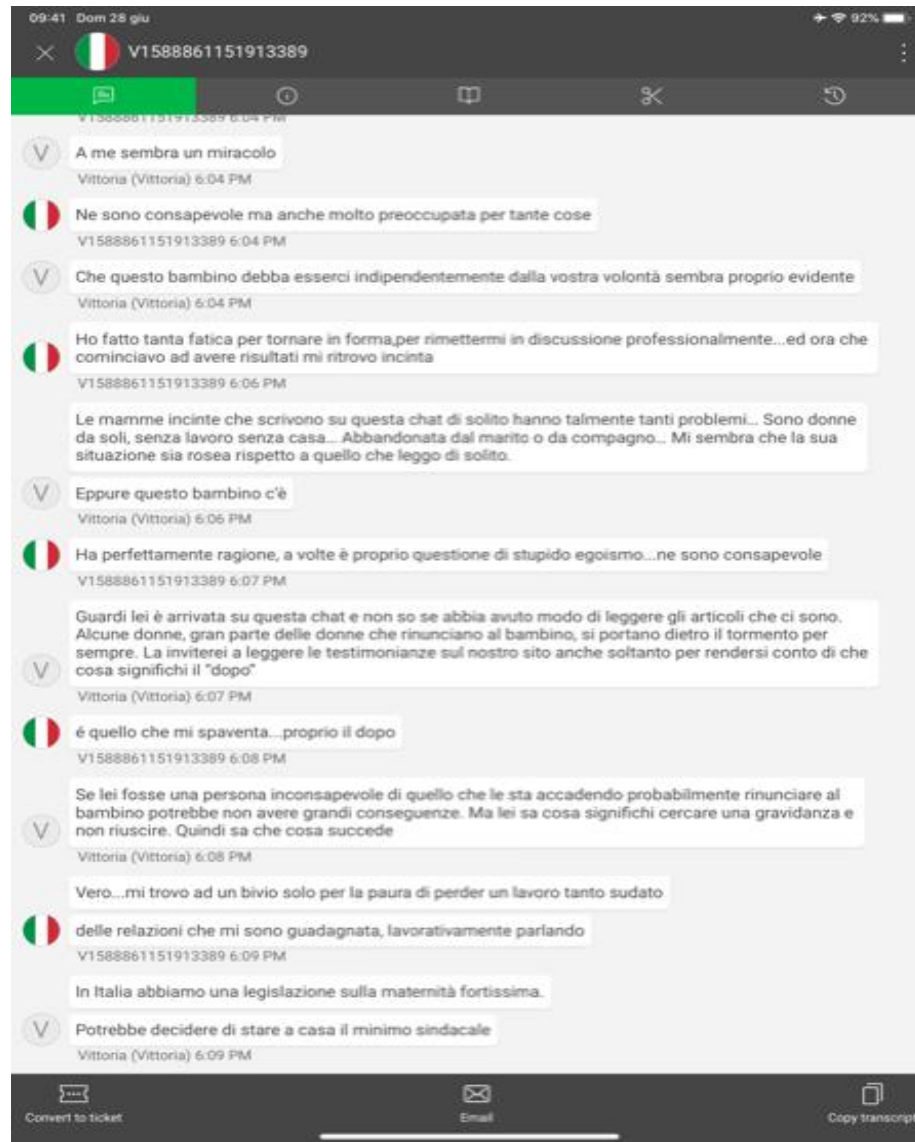 09:41 Dom 28 giu
92%
V1588861151913389
V1588861151913389 6:04 PM
V A me sembra un miracolo
Vittoria (Vittoria) 6:04 PM
Ne sono consapevole ma anche molto preoccupata per tante cose
V1588861151913389 6:04 PM
V Che questo bambino debba esserci indipendentemente dalla vostra volontà sembra proprio evidente
Vittoria (Vittoria) 6:04 PM
Ho fatto tanta fatica per tornare in forma,per rimettermi in discussione professionalmente...ed ora che
cominciavo ad avere risultati mi ritrovo incinta
V1588861151913389 6:06 PM
Le mamme incinte che scrivono su questa chat di solito hanno talmente tanti problemi... Sono donne
da soli, senza lavoro senza casa... Abbandonata dal marito o da compagno... Mi sembra che la sua
situazione sia rosea rispetto a quello che leggo di solito.
V Eppure questo bambino c'è
Vittoria (Vittoria) 6:06 PM
Ha perfettamente ragione, a volte è proprio questione di stupido egoismo...ne sono consapevole
V1588861151913389 6:07 PM
Guardi lei è arrivata su questa chat e non so se abbia avuto modo di leggere gli articoli che ci sono.
Alcune donne, gran parte delle donne che rinunciano al bambino, si portano dietro il tormento per
sempre. La inviterei a leggere le testimonianze sul nostro sito anche soltanto per rendersi conto di che
V cosa significhi il "dopo"
Vittoria (Vittoria) 6:07 PM
é quello che mi spaventa...proprio il dopo
V1588861151913389 6:08 PM
Se lei fosse una persona inconsapevole di quello che le sta accadendo probabilmente rinunciare al
bambino potrebbe non avere grandi conseguenze. Ma lei sa cosa significhi cercare una gravidanza e
V non riuscire. Quindi sa che cosa succede
Vittoria (Vittoria) 6:08 PM
Vero...mi trovo ad un bivio solo per la paura di perder un lavoro tanto sudato
delle relazioni che mi sono guadagnata, lavorativamente parlando
V1588861151913389 6:09 PM
In Italia abbiamo una legislazione sulla maternità fortissima.
V Potrebbe decidere di stare a casa il minimo sindacale
Vittoria (Vittoria) 6:09 PM
Convert to ticket
Email
Copy transcript